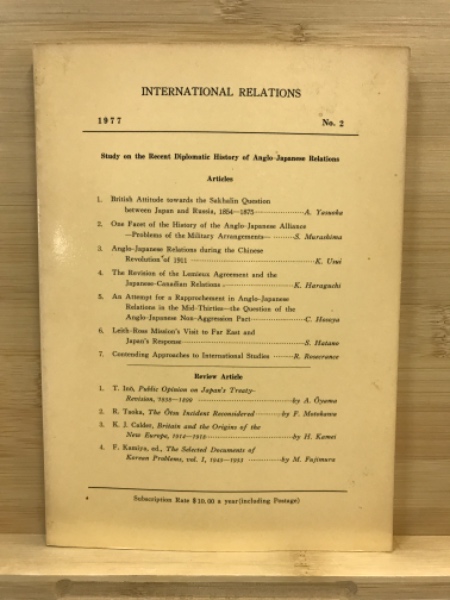 INTERNATIONAL RELATIONS
1977 No. 2
Study on the Recent Diplomatic History of Anglo-Japanese Relations
Articles
1. British Attitude towards the Sakhalin Question
between Japan and Russia, 1854—1875 A. Yasuoka
2. One Facet of the History of the Anglo-Japanese Alliance
—Problems of the Military Arrangements— S. Murashima
3. Anglo-Japanese Relations during the Chinese
Revolution of 1911 K. Usui
4. The Revision of the Lemieux Agreement and the
Japanese-Canadian Relations K. Haraguchi
5. An Attempt for a Rapprochement in Anglo-Japanese
Relations in the Mid-Thirties—the Question of the
Anglo-Japanese Non-Aggression Pact C. Hosoya
6. Leith-Ross Mission's Visit to Far East and
Japan's Response S. Hatano
7. Contending Approaches to International Studies R. Rosecrance
Review Article
1. T. Inō, Public Opinion on Japan's Treaty-
Revision, by A. Ōyama
2. R. Taoka, The Ōtsu Incident Reconsidered by F. Motokawa
3. K. J. Calder, Britain and the Origins of the
New Europe, 1914—1918 by H. Kamei
4. F. Kamiya, ed., The Selected Documents of
Korean Problems, vol. I, 1945—1953 by M. Fujimura
Subscription Rate $10.00 a year(including Postage)